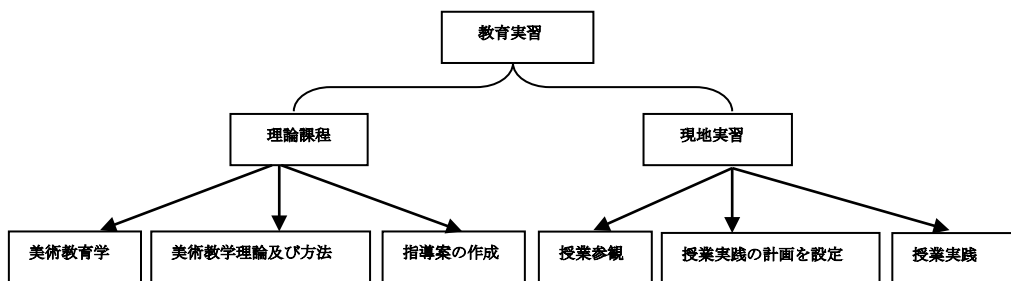 教育実習
理論課程
現地実習
美術教育学
美術教学理論及び方法
指導案の作成
授業参観
授業実践の計画を設定
授業実践